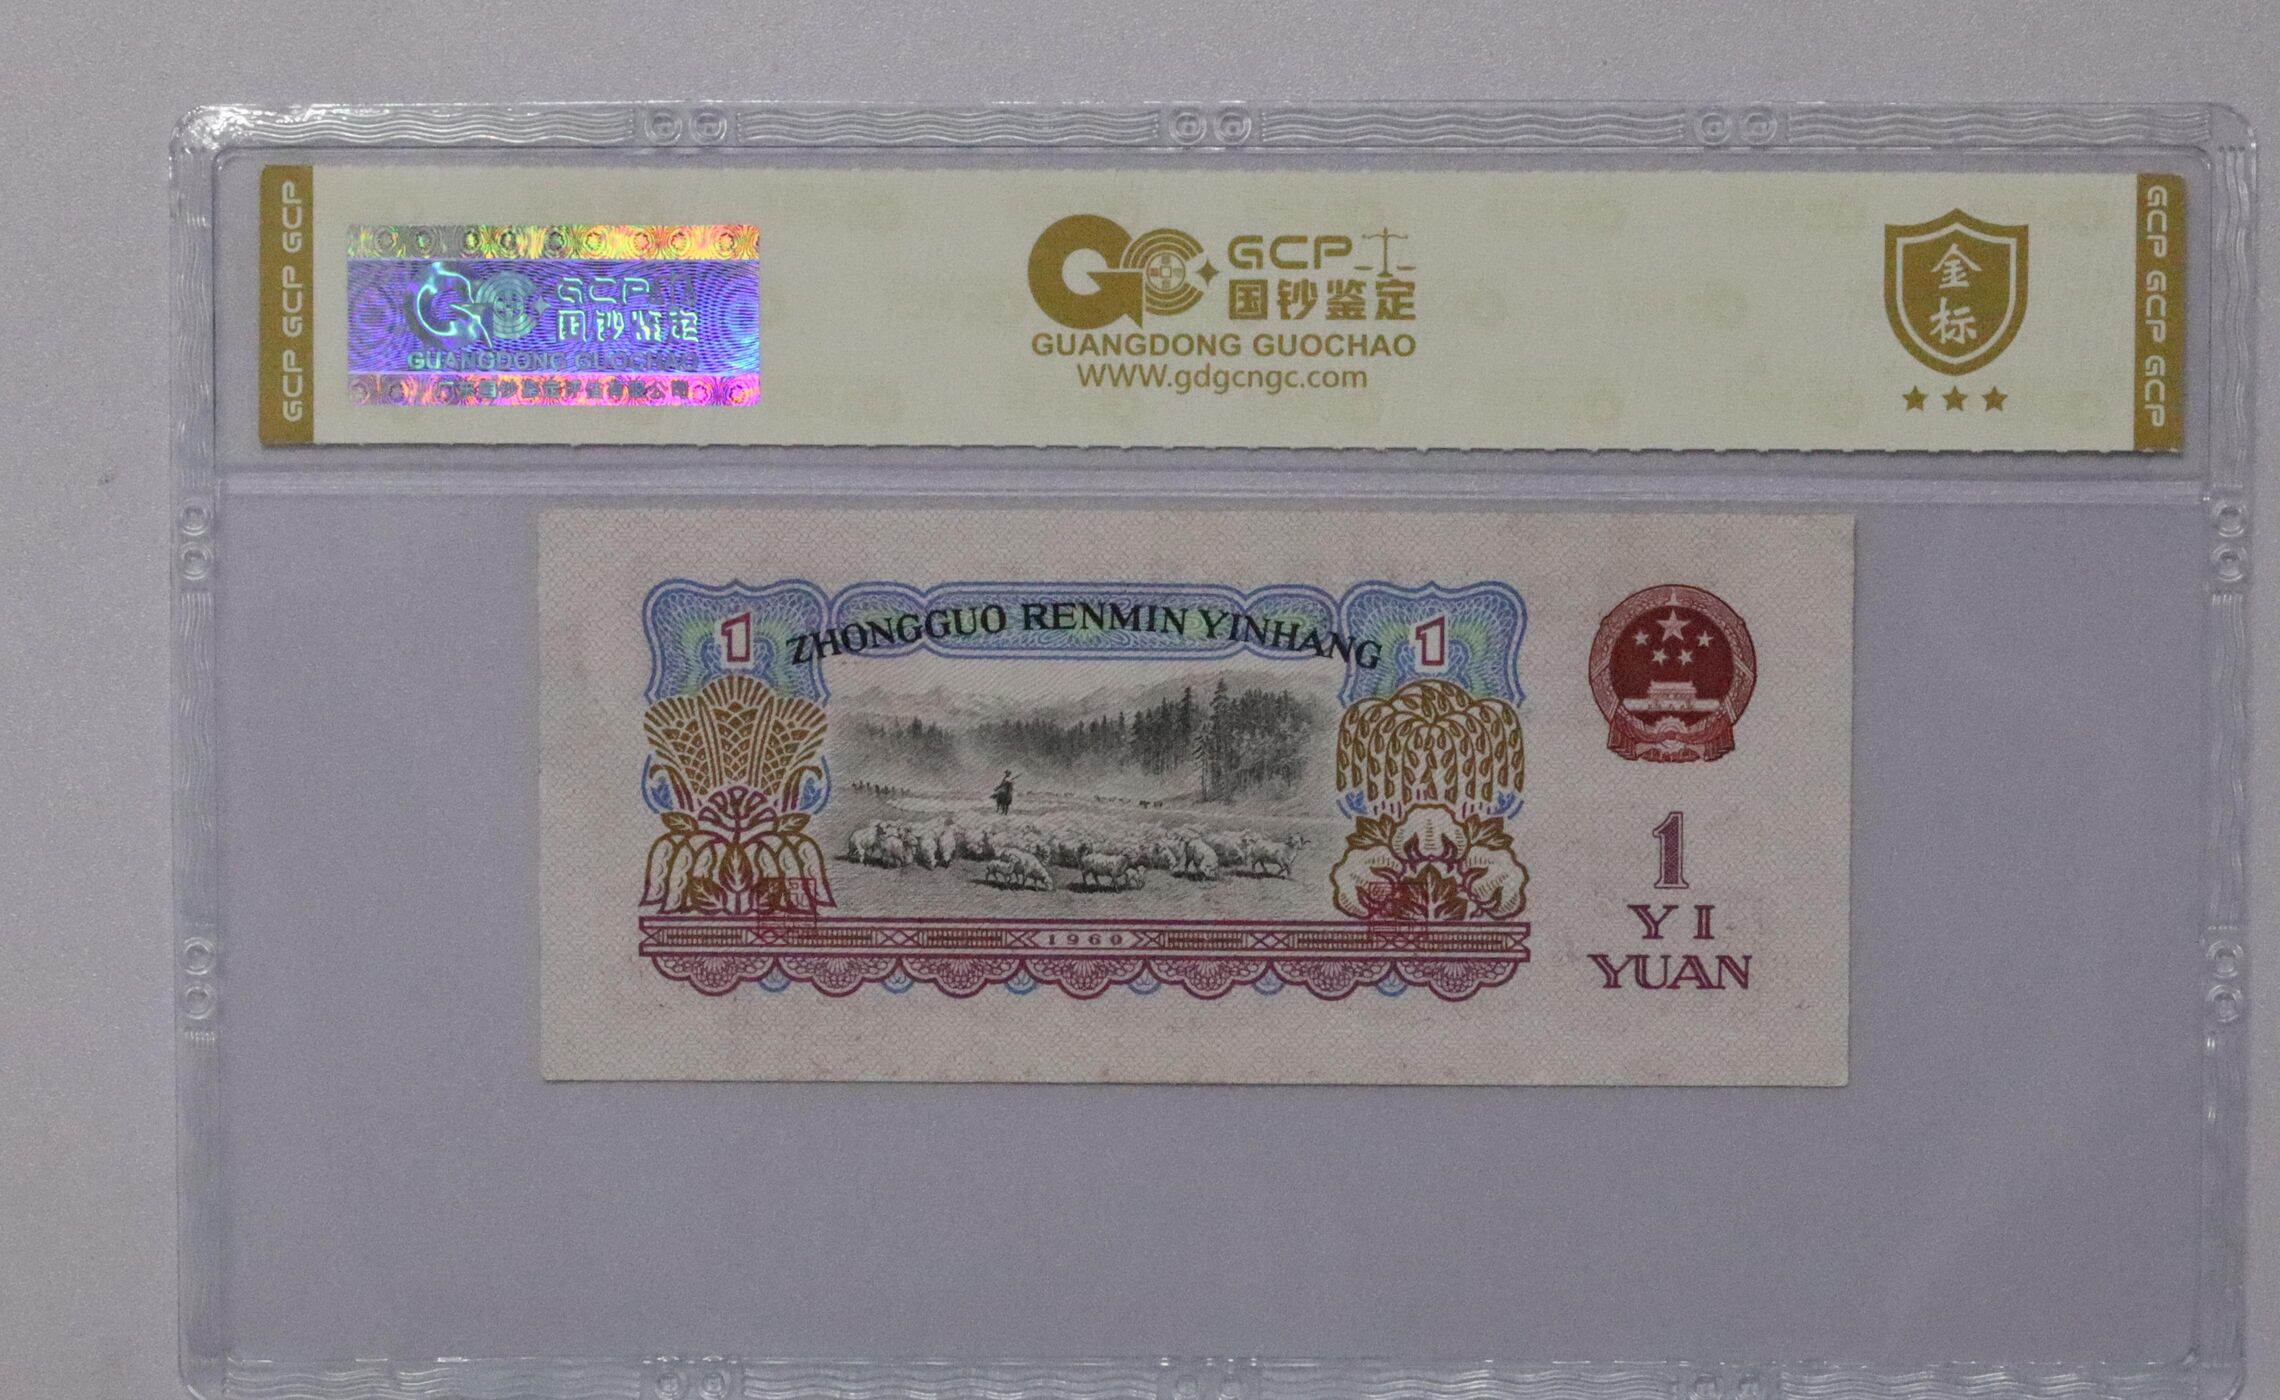 GCP GCP GCP
GCP
国钞鉴定
GUANGDONG GUOCHAO
GCP
国钞鉴定
GUANGDONG GUOCHAO
WWW.gdgcngc.com
金
标
GCP GCP GCP
ZHONGGUO RENMIN YINHANG
1
1
1960
1
YI
YUAN